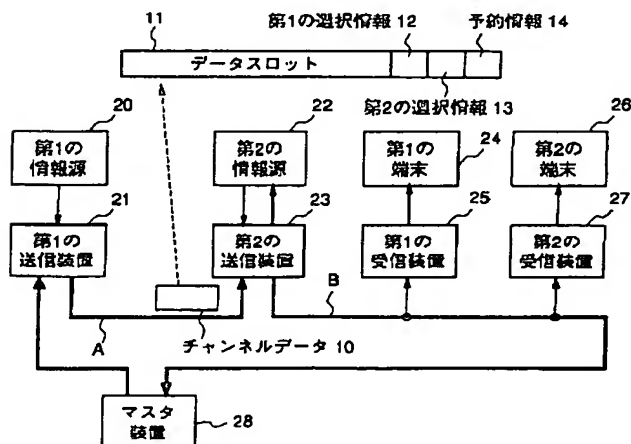 11
第1の選択情報 12
予約情報 14
データスロット
第2の選択情報 13
20
22
26
第1の
情報源
第2の
情報源
第1の
端末
24
第2の
端末
21
23
25
27
第1の
送信装置
第2の
送信装置
第1の
受信装置
第2の
受信装置
A
B
チャンネルデータ 10
マスタ
装置
28